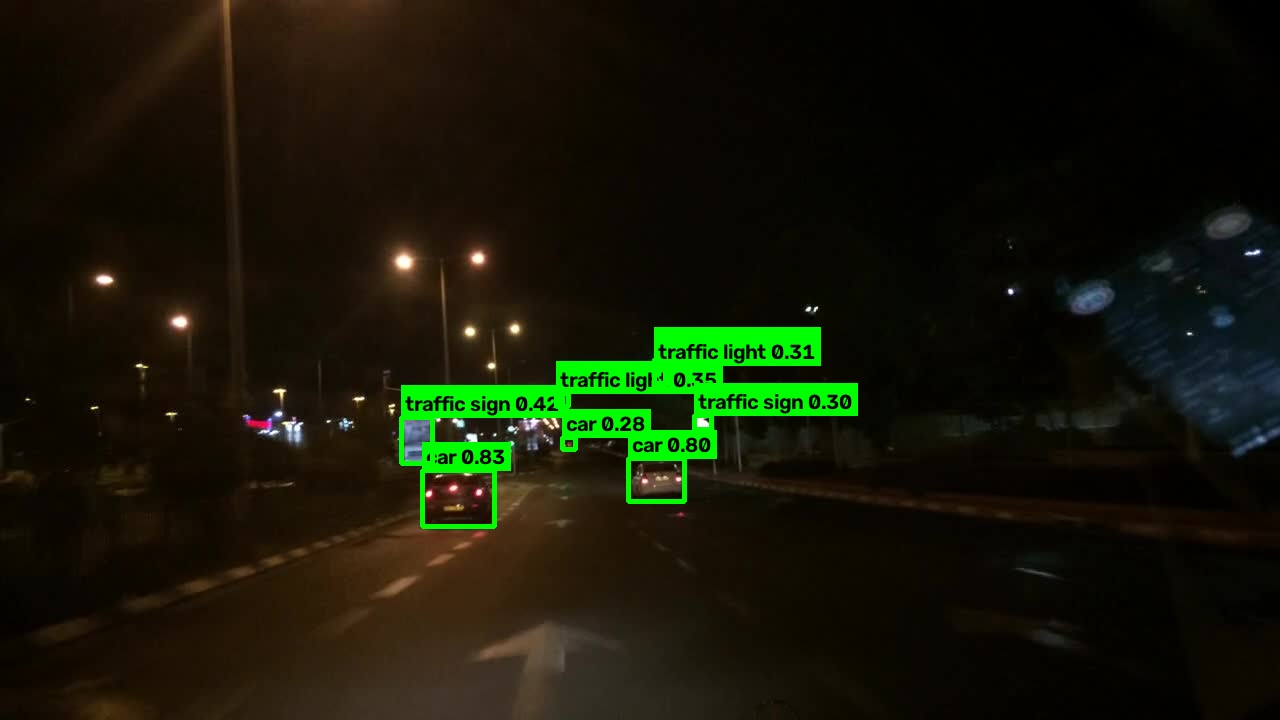 traffic light 0.31
traffic light 0.35
traffic sign 0.42
traffic sign 0.30
car 0.28
car 0.80
car 0.83